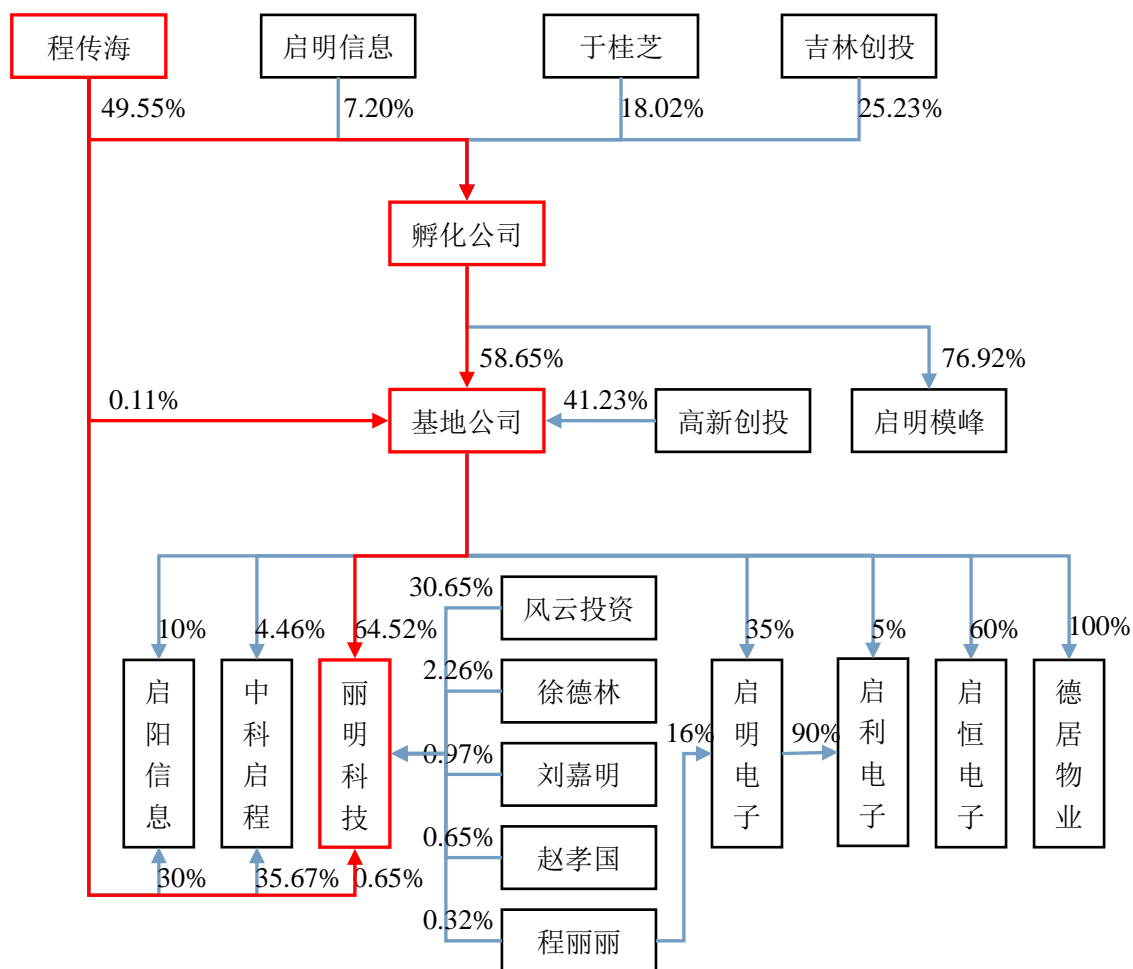 程传海
启明信息
于桂芝
吉林创投
49.55%
7.20%
18.02%
25.23%
孵化公司
58.65%
76.92%
0.11%
基地公司
41.23%
高新创投
启明模峰
30.65%
风云投资
10%
4.46%
64.52%
35%
5%
60%
100%
2.26%
徐德林
启阳信息
中科启程
丽明科技
16%
启明电子
90%
启利电子
启恒电子
德居物业
0.97%
刘嘉明
0.65%
赵孝国
30%
35.67%
0.65%
0.32%
程丽丽